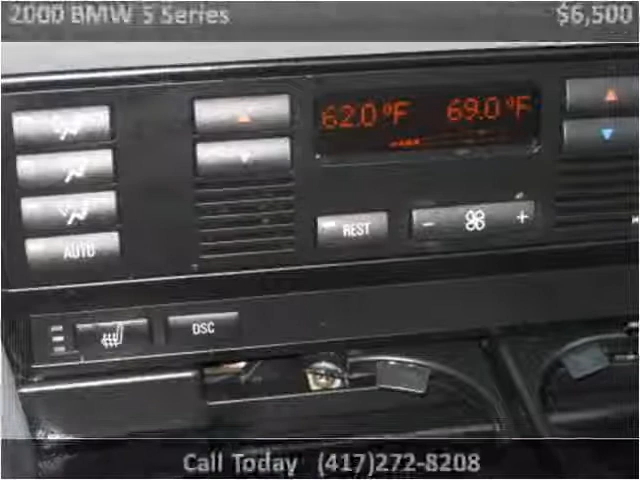 2000 BMW 5 Series $6,500
62.0°F 69.0°F
REST - +
AUTO
DSC
Call Today (417)272-8208